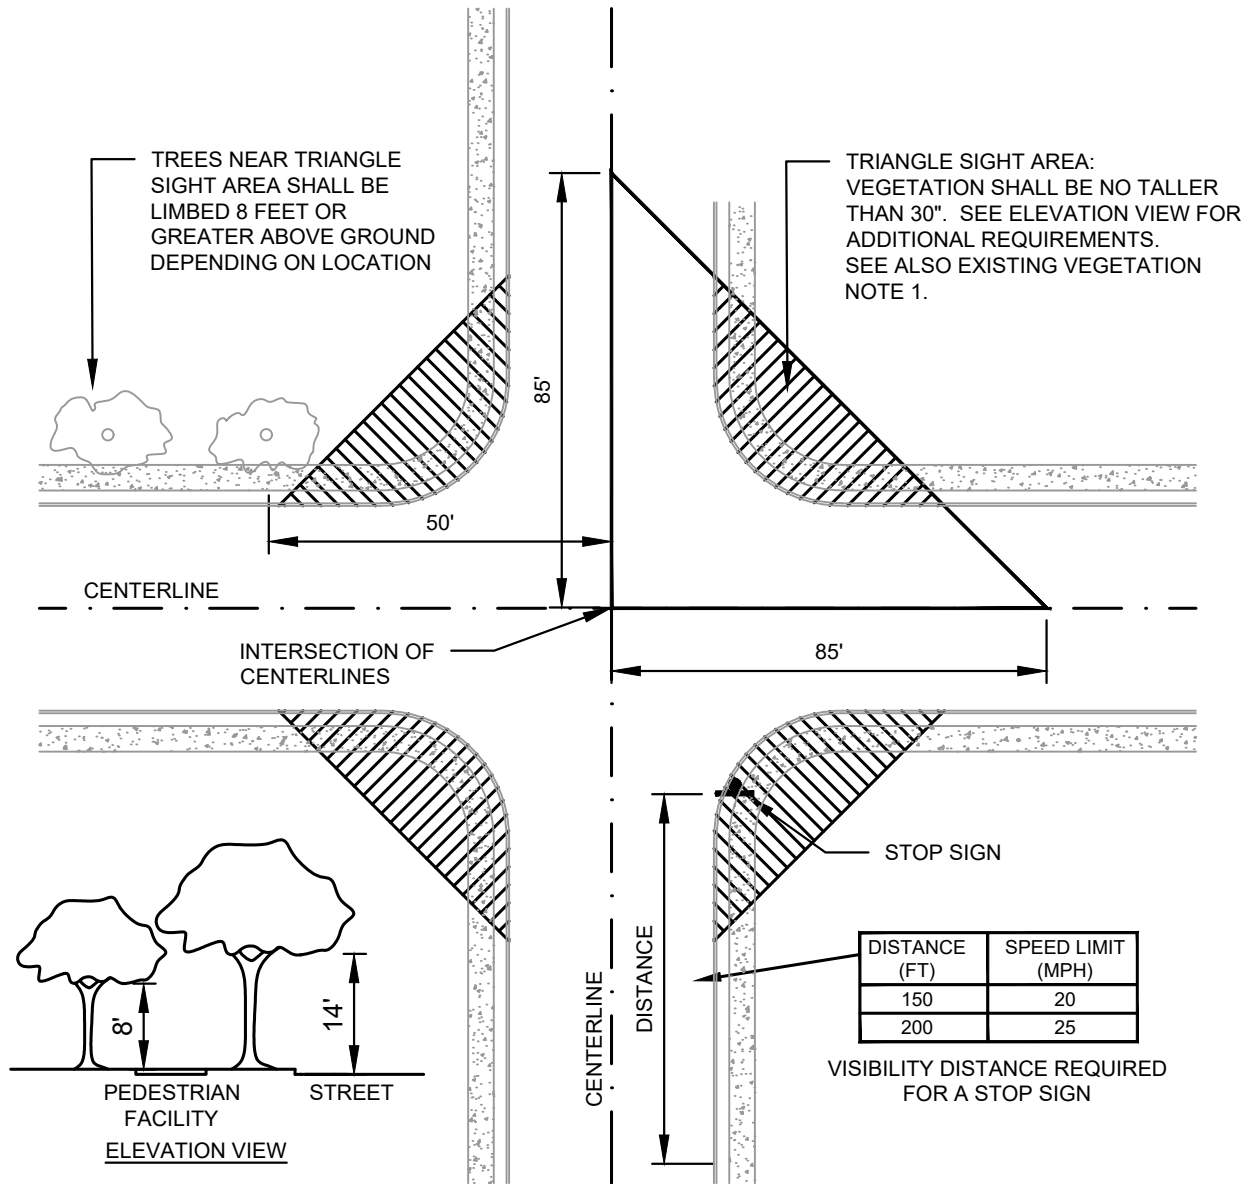 TREES NEAR TRIANGLE
SIGHT AREA SHALL BE
LIMBED 8 FEET OR
GREATER ABOVE GROUND
DEPENDING ON LOCATION
TRIANGLE SIGHT AREA:
VEGETATION SHALL BE NO TALLER
THAN 30". SEE ELEVATION VIEW FOR
ADDITIONAL REQUIREMENTS.
SEE ALSO EXISTING VEGETATION
NOTE 1.
85'
50'
CENTERLINE
INTERSECTION OF
CENTERLINES
85'
STOP SIGN
DISTANCE
CENTERLINE
DISTANCE (FT) SPEED LIMIT (MPH)
150 20
200 25
VISIBILITY DISTANCE REQUIRED
FOR A STOP SIGN
8'
14'
PEDESTRIAN
FACILITY
STREET
ELEVATION VIEW